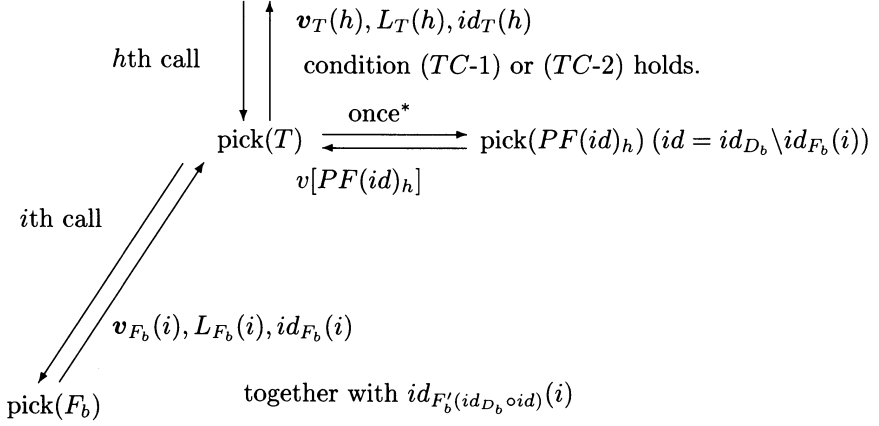 𝒗_T(h), L_T(h), id_T(h)
hth call
condition (TC-1) or (TC-2) holds.
once*
pick(T)
pick(PF(id)_h) (id = id_{D_b}\id_{F_b}(i))
v[PF(id)_h]
ith call
𝒗_{F_b}(i), L_{F_b}(i), id_{F_b}(i)
together with id_{F'_b(id_{D_b}∘id)}(i)
pick(F_b)